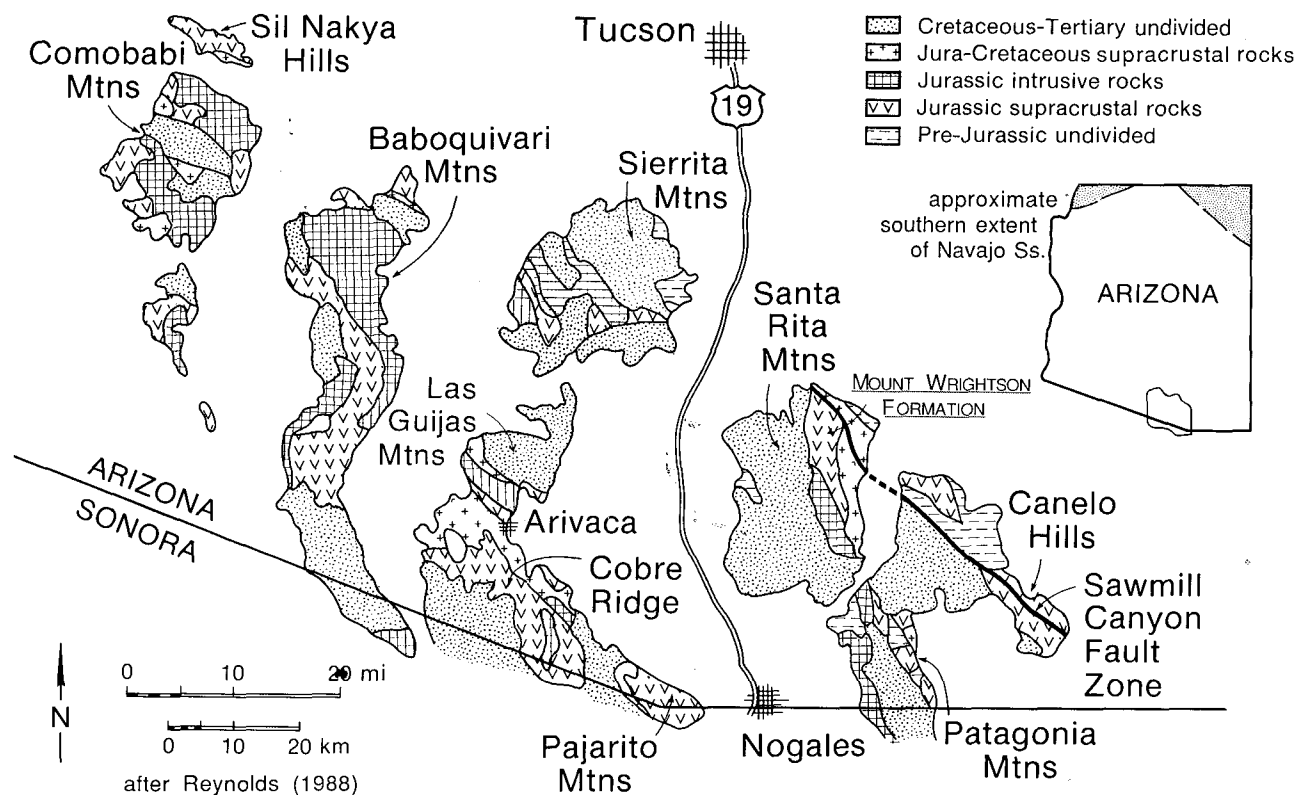 Sil Nakya
Hills
Comobabi
Mtns
Tucson
19
Baboquivari
Mtns
Sierrita
Mtns
Cretaceous-Tertiary undivided
Jura-Cretaceous supracrustal rocks
Jurassic intrusive rocks
Jurassic supracrustal rocks
Pre-Jurassic undivided
approximate
southern extent
of Navajo Ss.
ARIZONA
Santa
Rita
Mtns
MOUNT WRIGHTSON
FORMATION
Las
Guijas
Mtns
ARIZONA
SONORA
Arivaca
Cobre
Ridge
Canelo
Hills
Sawmill
Canyon
Fault
Zone
0 10 20 mi
0 10 20 km
N
after Reynolds (1988)
Pajarito
Mtns
Nogales
Patagonia
Mtns